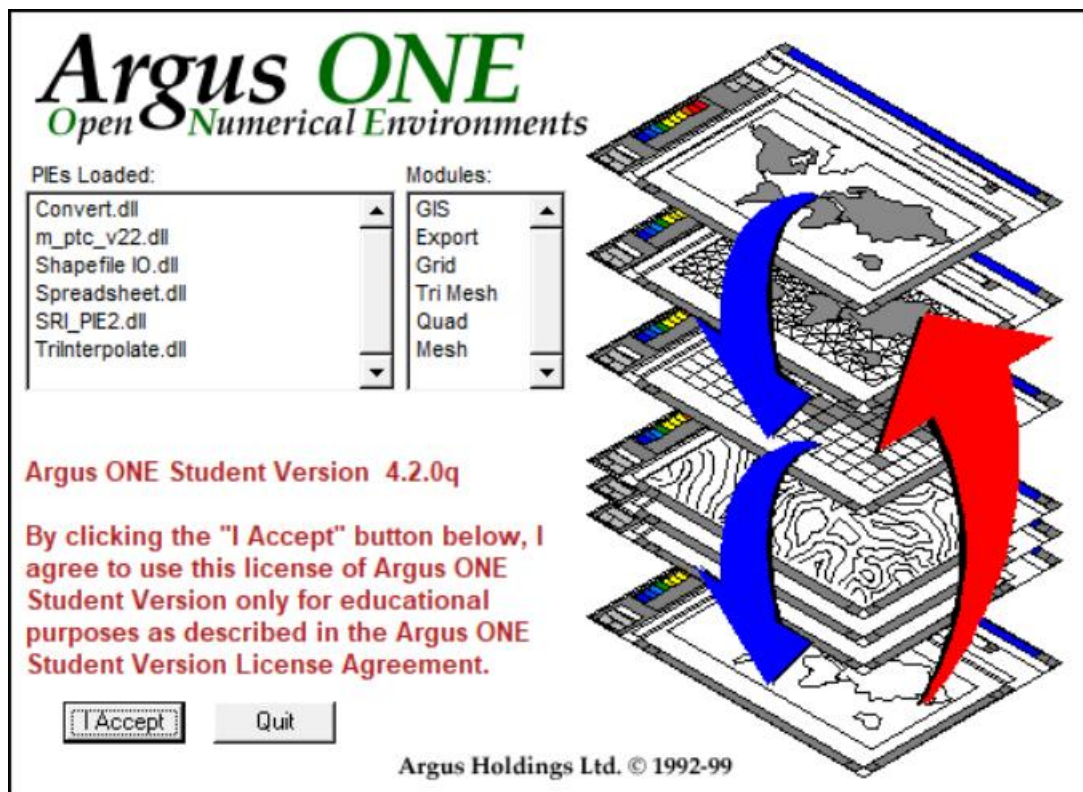 Argus ONE
Open Numerical Environments
PIEs Loaded:
Convert.dll
m_ptc_v22.dll
Shapefile IO.dll
Spreadsheet.dll
SRI_PIE2.dll
TriInterpolate.dll
Modules:
GIS
Export
Grid
Tri Mesh
Quad
Mesh
Argus ONE Student Version 4.2.0q
By clicking the "I Accept" button below, I
agree to use this license of Argus ONE
Student Version only for educational
purposes as described in the Argus ONE
Student Version License Agreement.
I Accept
Quit
Argus Holdings Ltd. © 1992-99